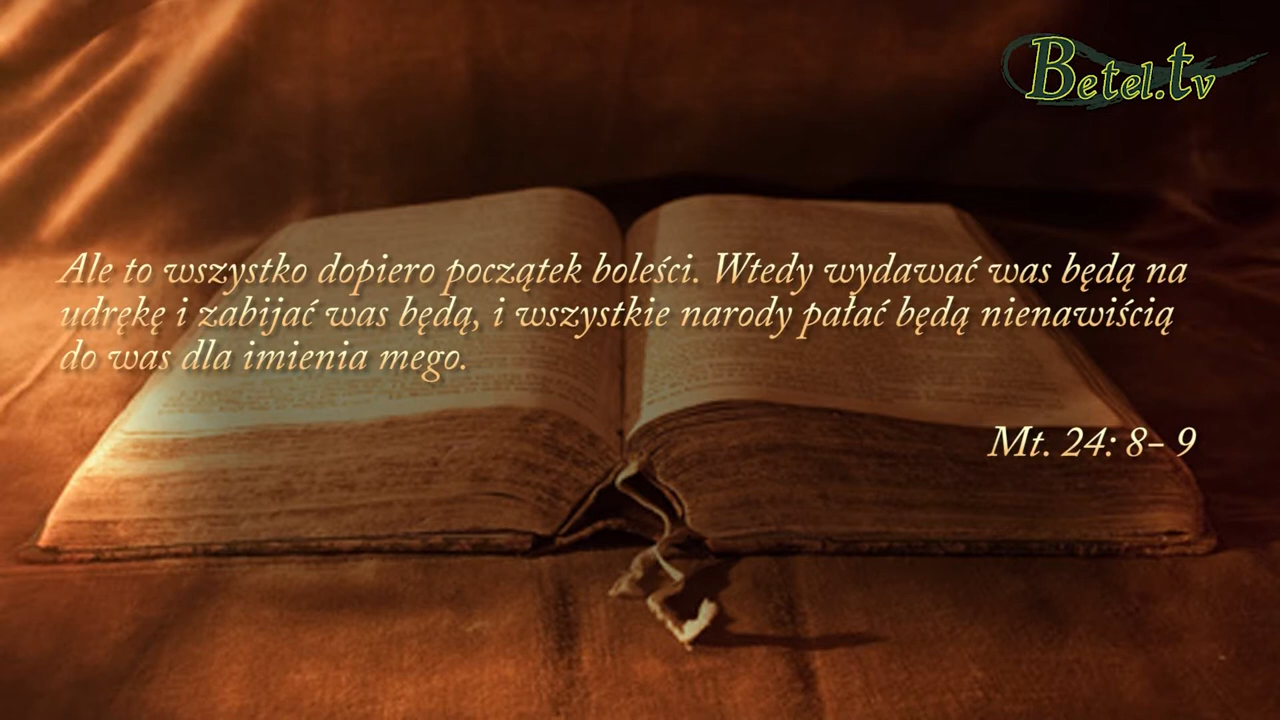 Betel.tv
Ale to wszystko dopiero początek boleści. Wtedy wydawać was będą na
udrękę i zabijać was będą, i wszystkie narody pałać będą nienawiścią
do was dla imienia mego.
Mt. 24: 8- 9